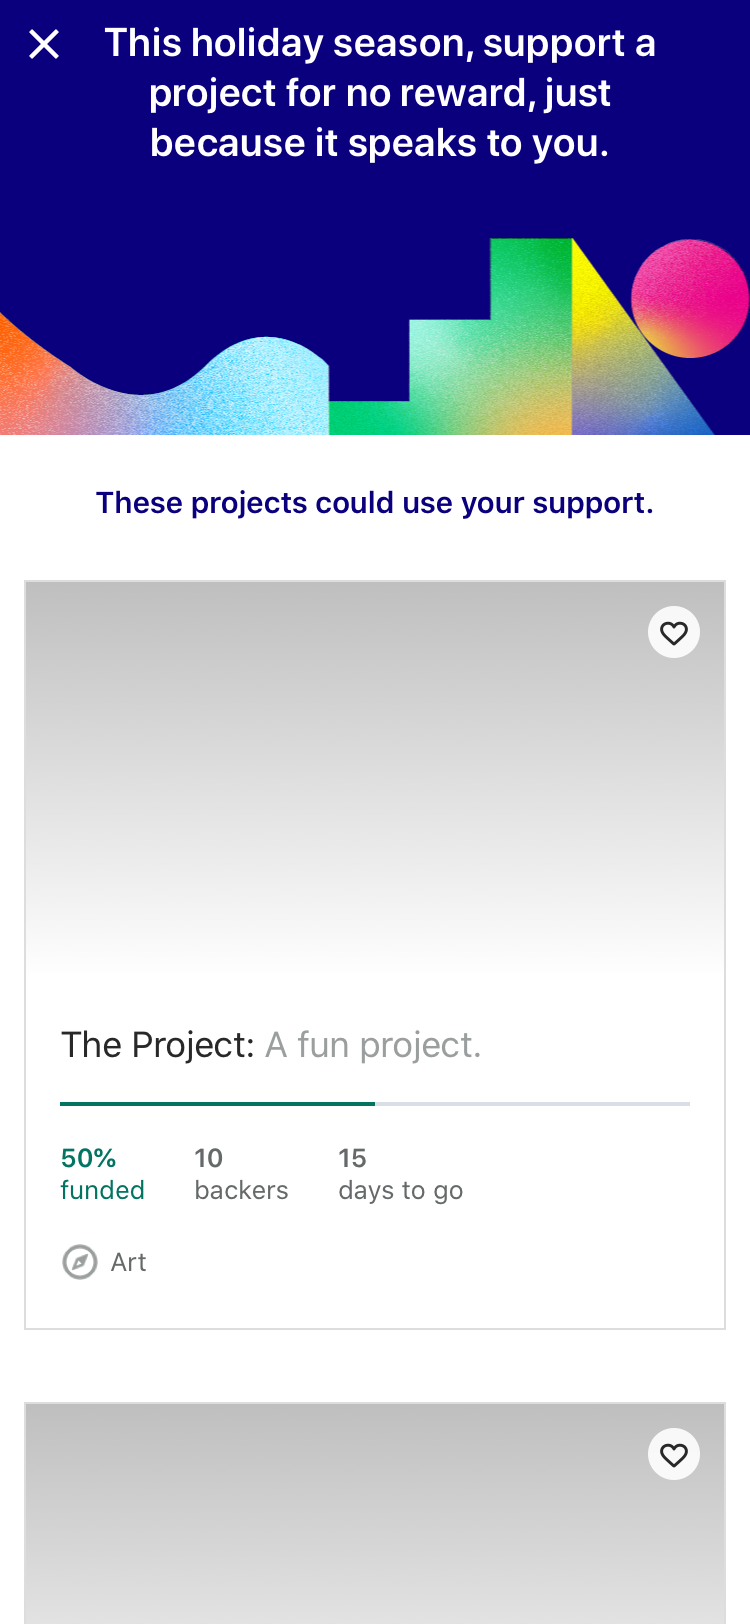 This holiday season, support a
project for no reward, just
because it speaks to you.
These projects could use your support.
The Project: A fun project.
50% 10 15
funded backers days to go
Art